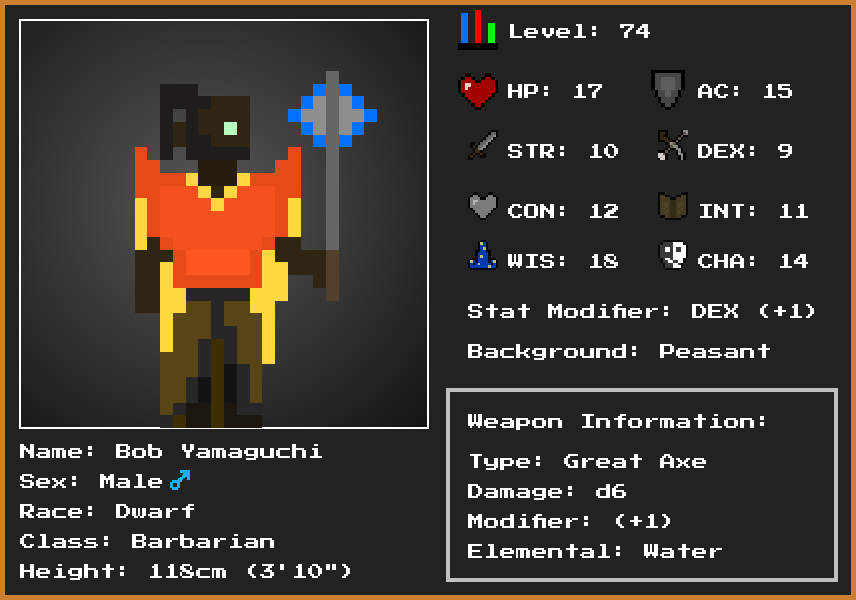 Level: 74
HP: 17 AC: 15
STR: 10 DEX: 9
CON: 12 INT: 11
WIS: 18 CHA: 14
Stat Modifier: DEX (+1)
Background: Peasant
Weapon Information:
Type: Great Axe
Damage: d6
Modifier: (+1)
Elemental: Water
Name: Bob Yamaguchi
Sex: Male♂
Race: Dwarf
Class: Barbarian
Height: 118cm (3'10")